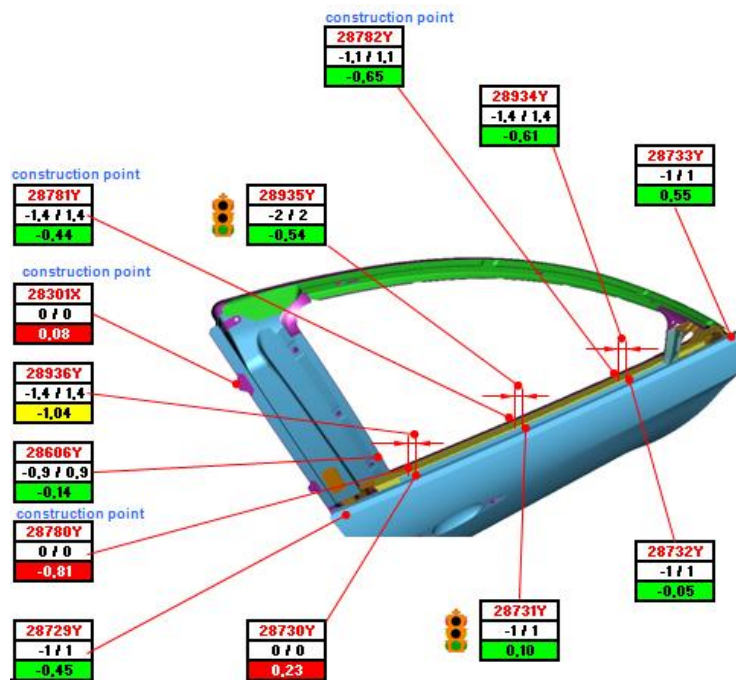 construction point
28782Y
-1,1 / 1,1
-0,65
28934Y
-1,4 / 1,4
-0,61
28733Y
-1 / 1
0,55
construction point
28781Y
-1,4 / 1,4
-0,44
28935Y
-2 / 2
-0,54
construction point
28301X
0 / 0
0,08
28936Y
-1,4 / 1,4
-1,04
28606Y
-0,9 / 0,9
-0,14
construction point
28780Y
0 / 0
-0,81
28732Y
-1 / 1
-0,05
28729Y
-1 / 1
-0,45
28730Y
0 / 0
0,23
28731Y
-1 / 1
0,10